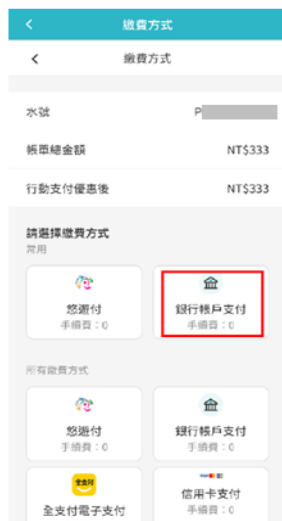 繳費方式
繳費方式
水號 P
帳單總金額 NT$333
行動支付優惠後 NT$333
請選擇繳費方式
常用
悠遊付 銀行帳戶支付
手續費：0 手續費：0
所有繳費方式
悠遊付 銀行帳戶支付
手續費：0 手續費：0
全支付
全支付電子支付 信用卡支付
手續費：0